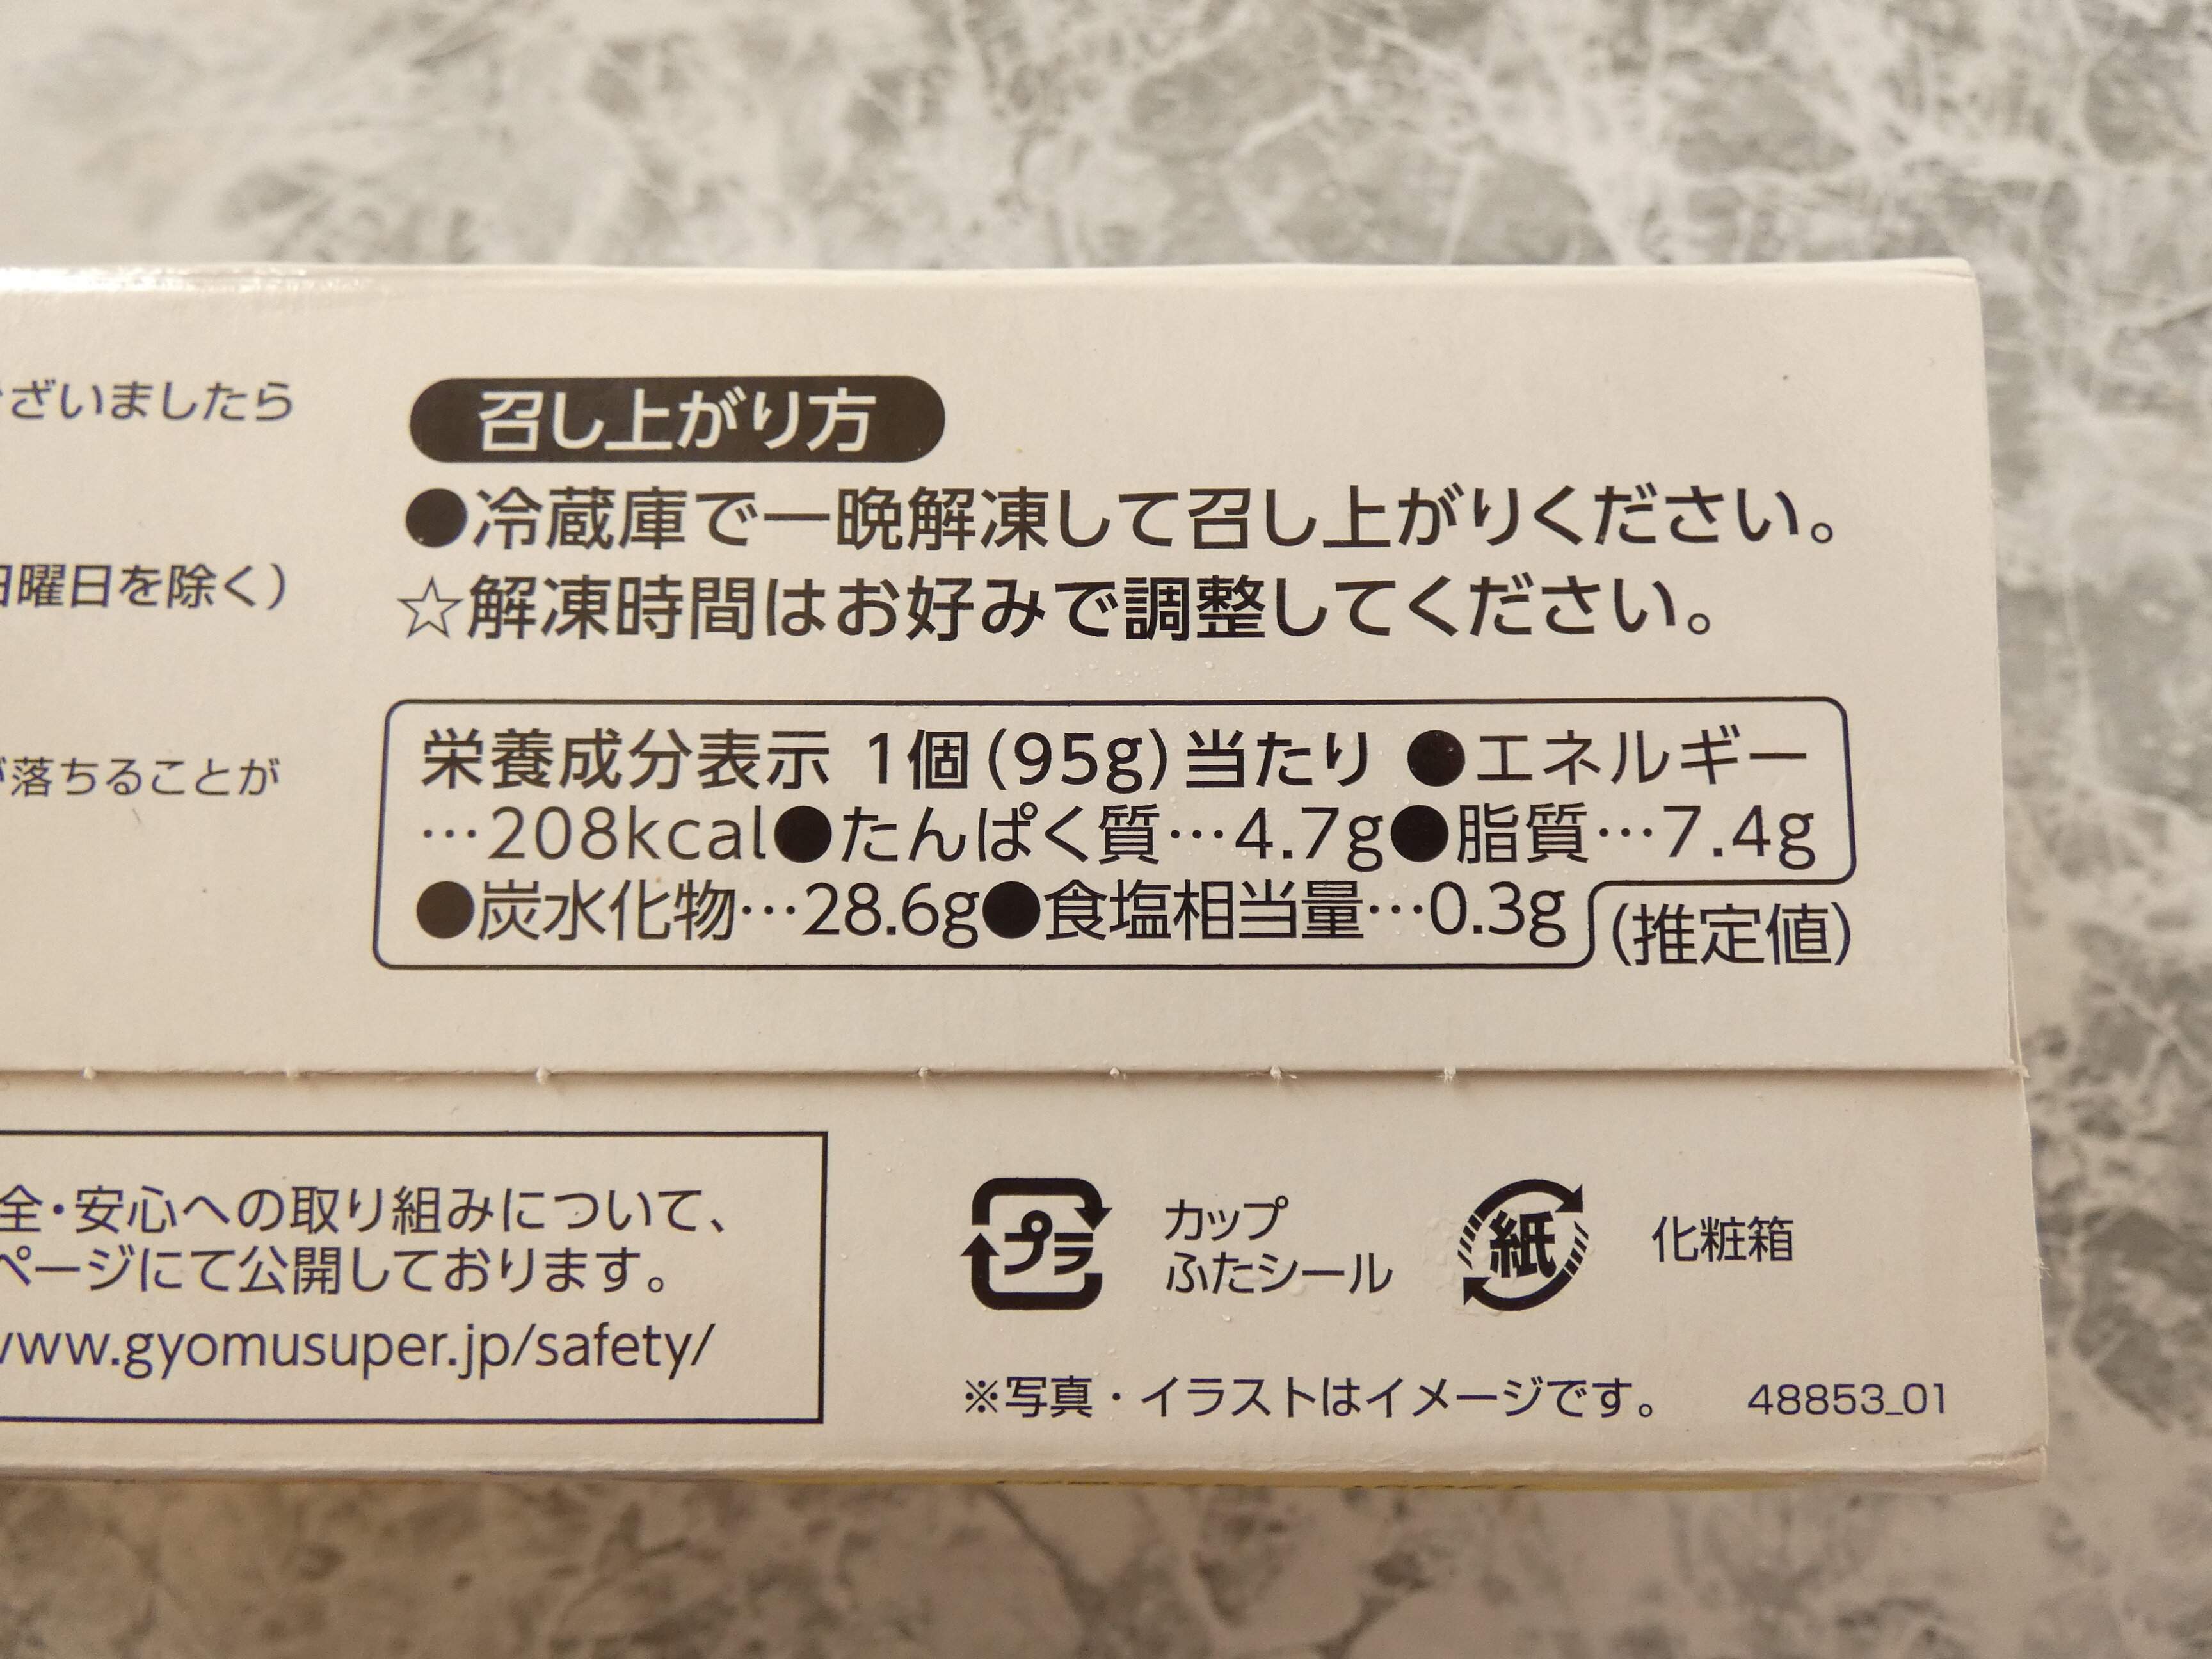 ざいましたら
日曜日を除く）
落ちることが
召し上がり方
●冷蔵庫で一晩解凍して召し上がりください。
☆解凍時間はお好みで調整してください。
栄養成分表示 1個(95g)当たり ●エネルギー
…208kcal●たんぱく質…4.7g●脂質…7.4g
●炭水化物…28.6g●食塩相当量…0.3g
(推定値)
全・安心への取り組みについて、
ページにて公開しております。
www.gyomusuper.jp/safety/
プラ
カップ
ふたシール
紙
化粧箱
※写真・イラストはイメージです。 48853_01